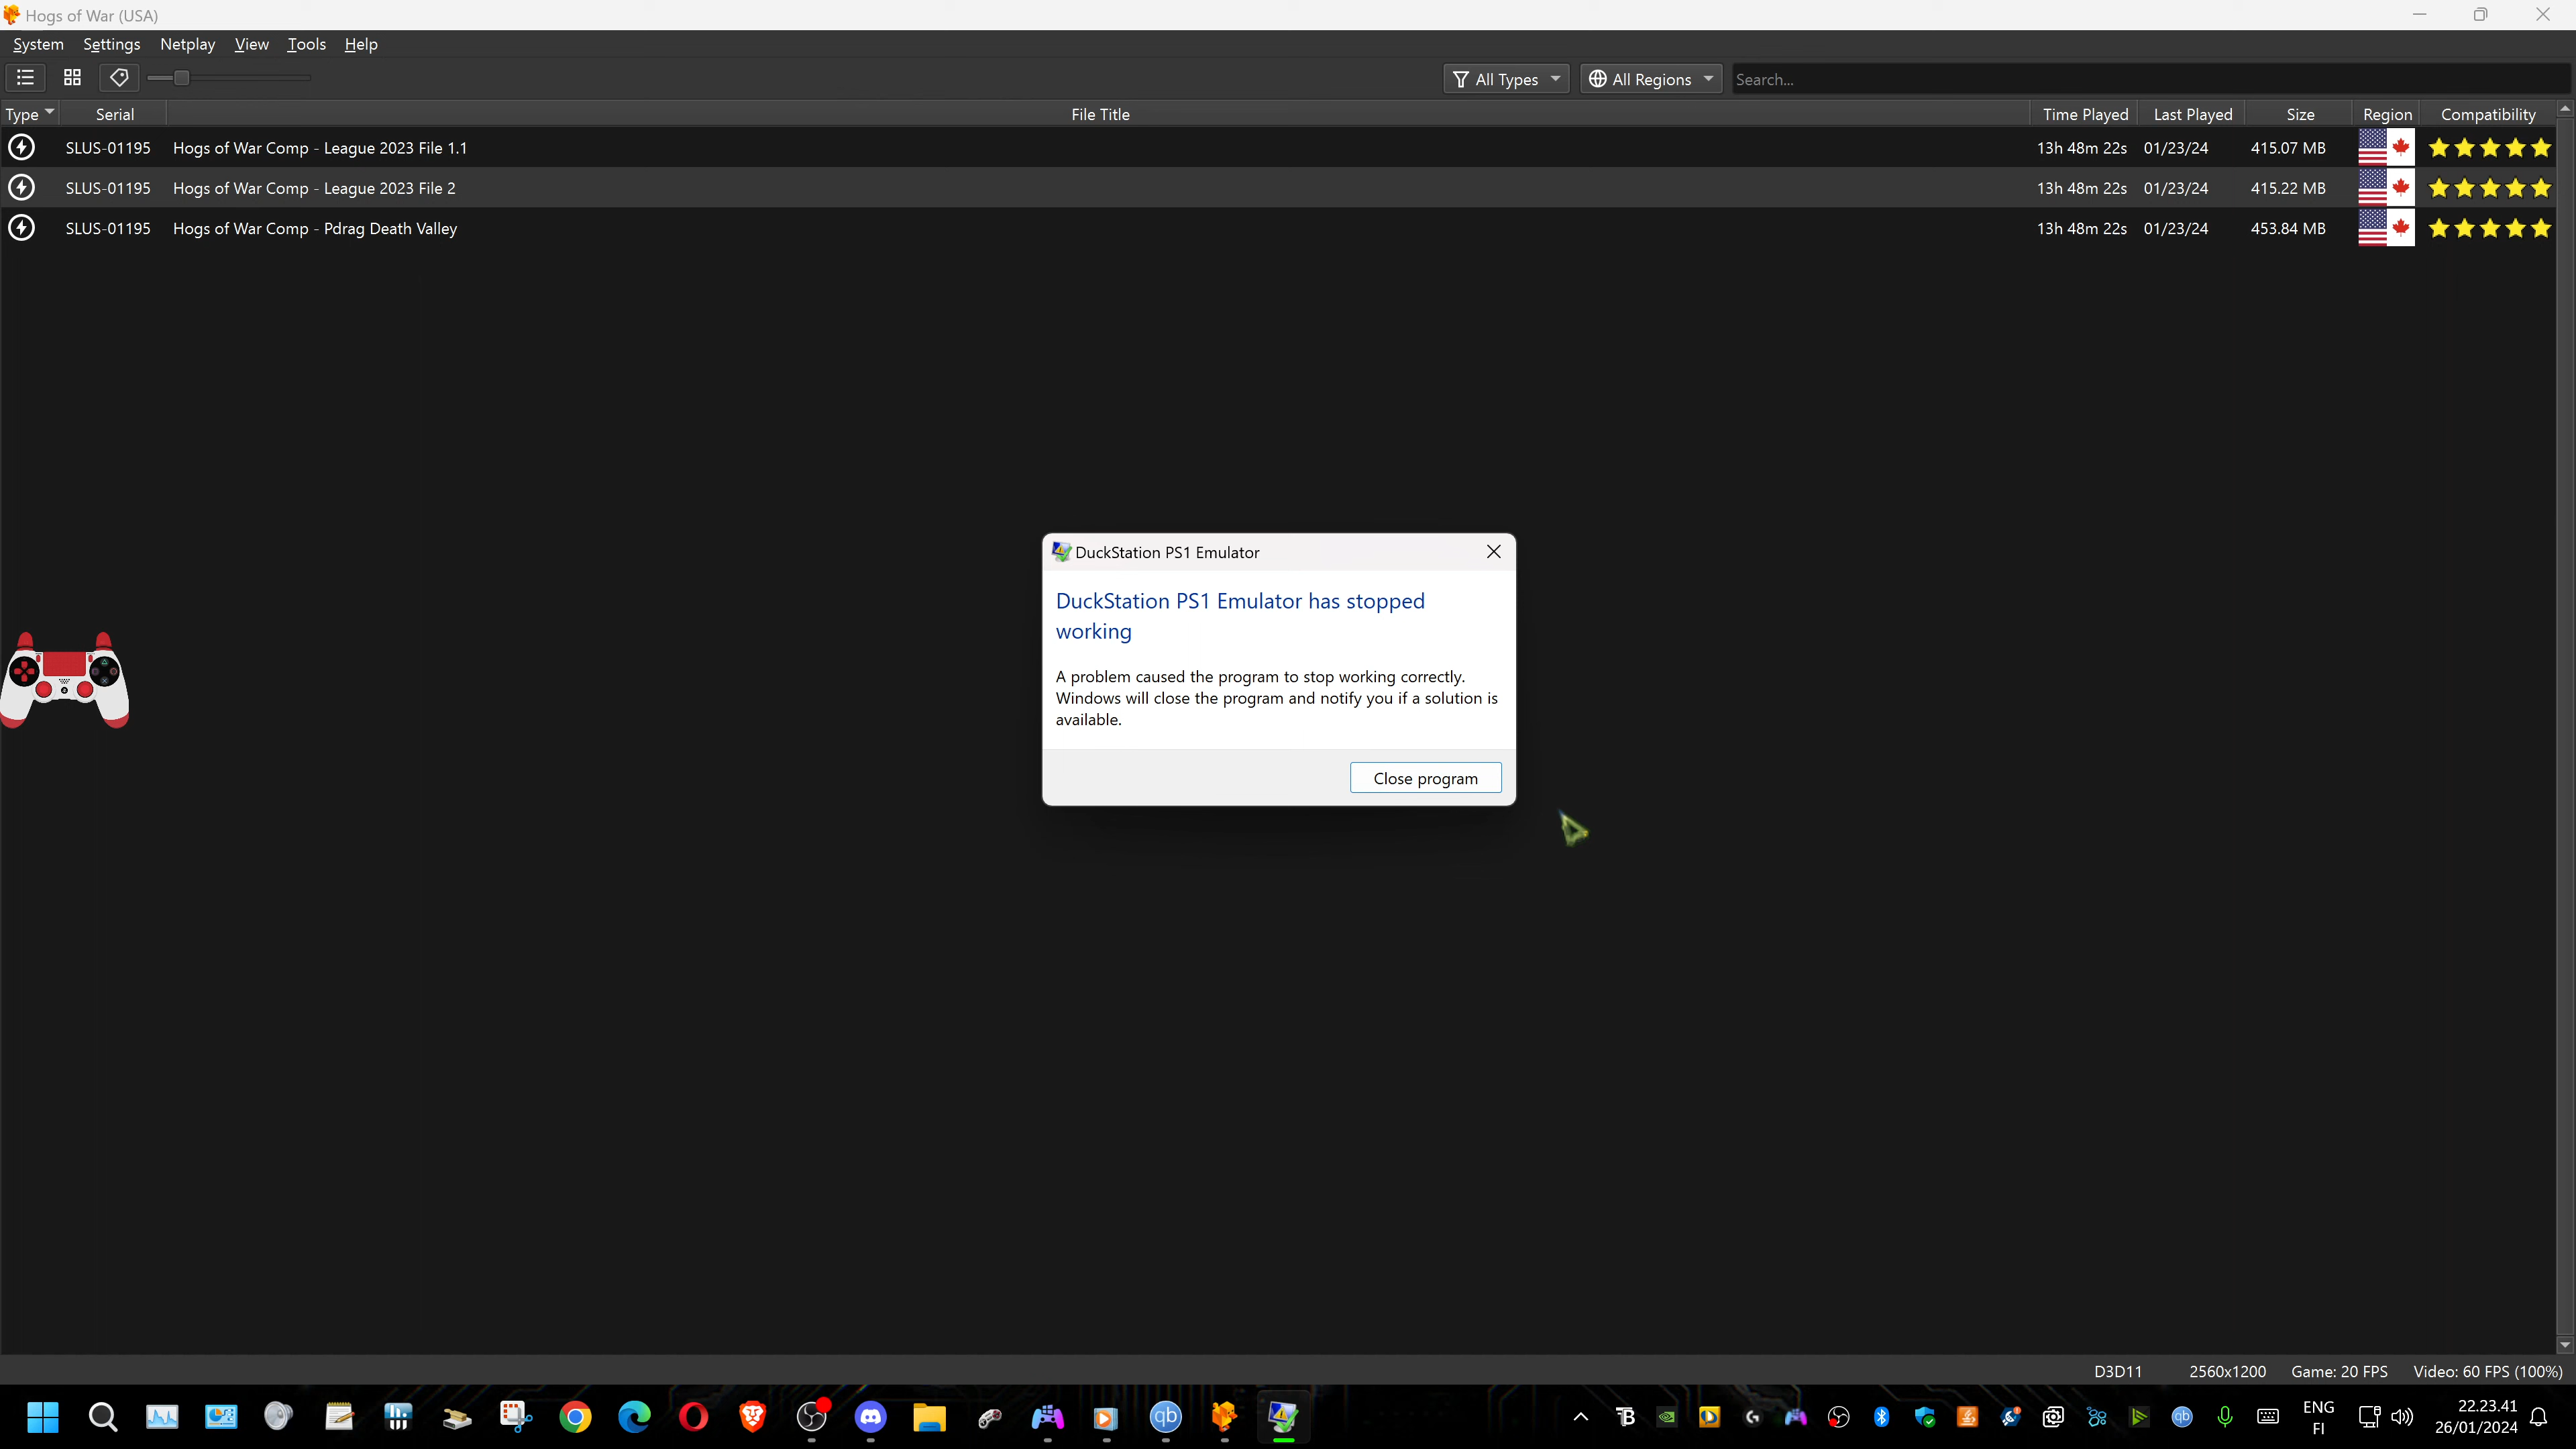 Hogs of War (USA)
System Settings Netplay View Tools Help
All Types All Regions Search...
Type Serial File Title Time Played Last Played Size Region Compatibility
SLUS-01195 Hogs of War Comp - League 2023 File 1.1 13h 48m 22s 01/23/24 415.07 MB
SLUS-01195 Hogs of War Comp - League 2023 File 2 13h 48m 22s 01/23/24 415.22 MB
SLUS-01195 Hogs of War Comp - Pdrag Death Valley 13h 48m 22s 01/23/24 453.84 MB
DuckStation PS1 Emulator
DuckStation PS1 Emulator has stopped
working
A problem caused the program to stop working correctly.
Windows will close the program and notify you if a solution is
available.
Close program
D3D11 2560x1200 Game: 20 FPS Video: 60 FPS (100%)
qb
ENG 22.23.41
FI 26/01/2024